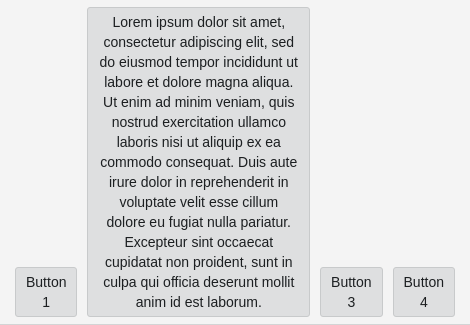 Button
1
Lorem ipsum dolor sit amet,
consectetur adipiscing elit, sed
do eiusmod tempor incididunt ut
labore et dolore magna aliqua.
Ut enim ad minim veniam, quis
nostrud exercitation ullamco
laboris nisi ut aliquip ex ea
commodo consequat. Duis aute
irure dolor in reprehenderit in
voluptate velit esse cillum
dolore eu fugiat nulla pariatur.
Excepteur sint occaecat
cupidatat non proident, sunt in
culpa qui officia deserunt mollit
anim id est laborum.
Button
3
Button
4